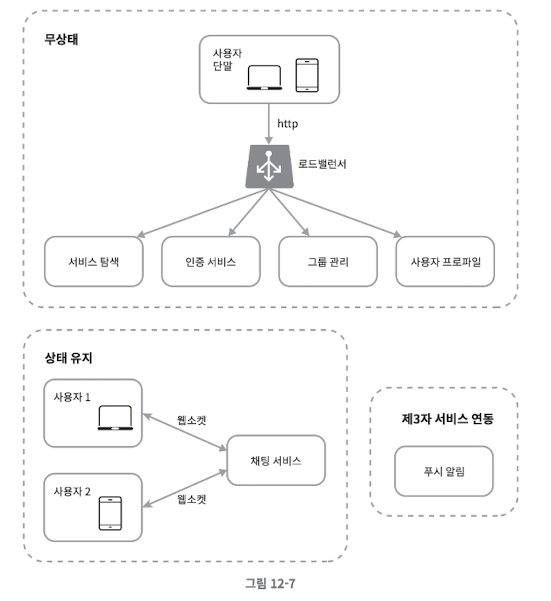 무상태
사용자
단말
http
로드밸런서
서비스 탐색
인증 서비스
그룹 관리
사용자 프로파일
상태 유지
사용자 1
웹소켓
채팅 서비스
사용자 2
웹소켓
제3자 서비스 연동
푸시 알림
그림 12-7